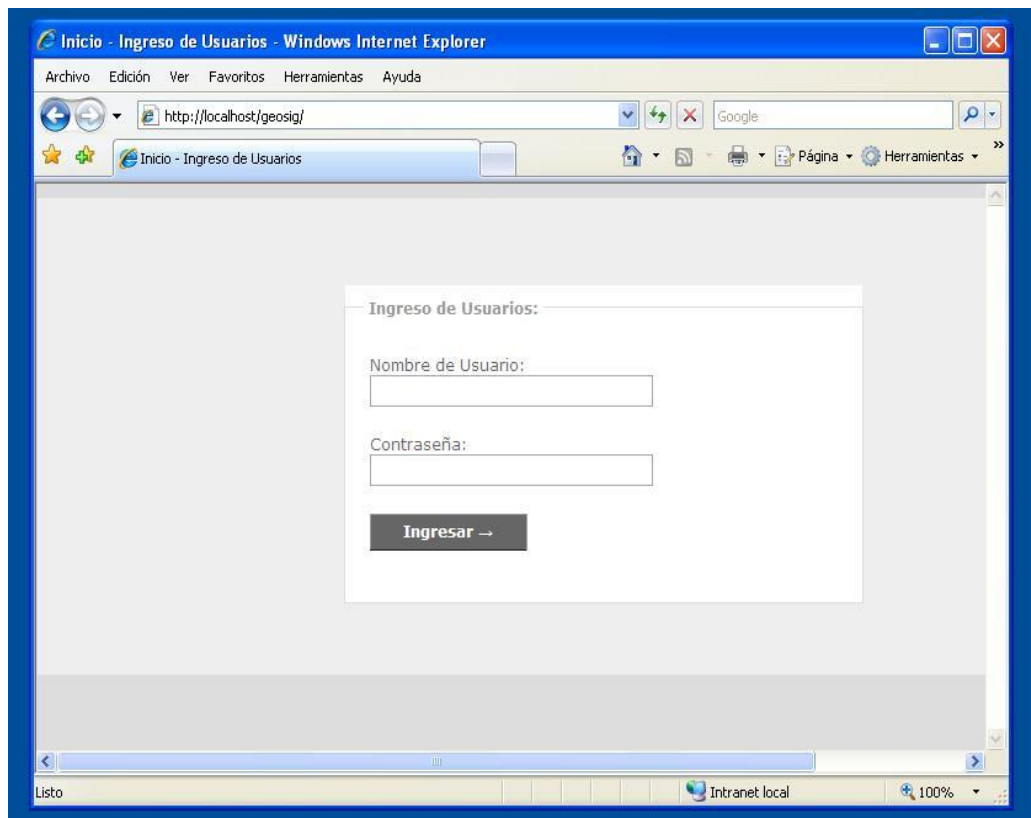 Inicio - Ingreso de Usuarios - Windows Internet Explorer
Archivo Edición Ver Favoritos Herramientas Ayuda
http://localhost/geosig/
Google
Inicio - Ingreso de Usuarios
Página
Herramientas
»
Ingreso de Usuarios:
Nombre de Usuario:
Contraseña:
Ingresar →
Listo
Intranet local
100%